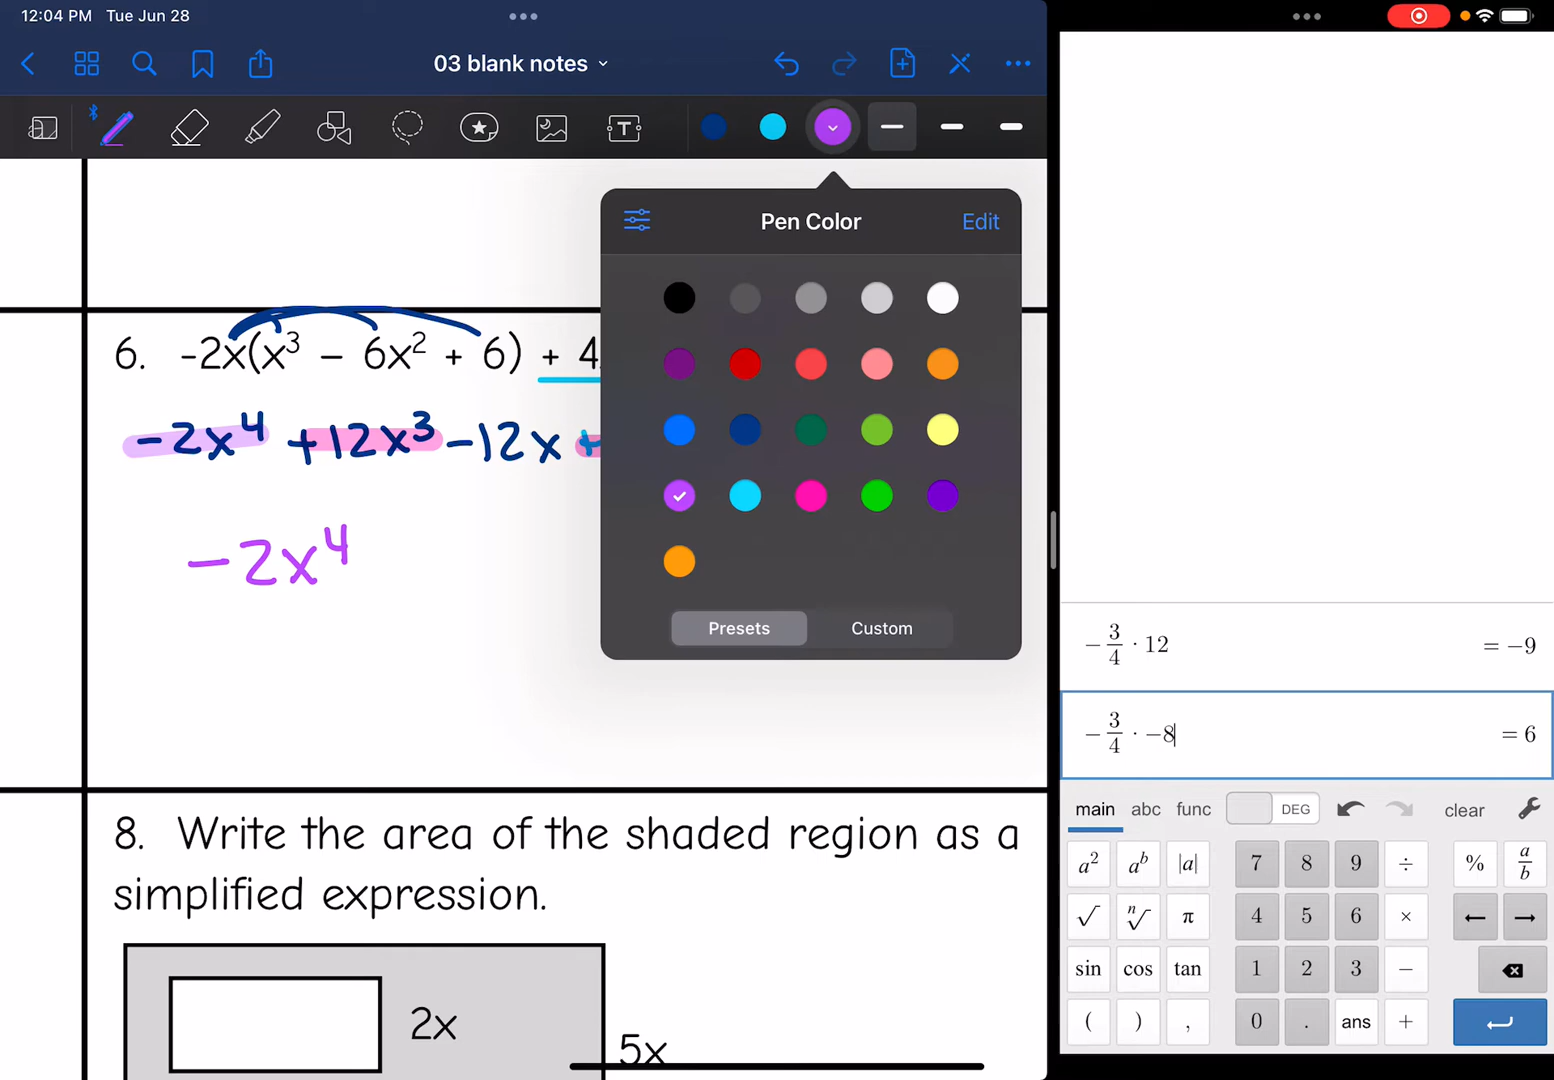 12:04 PM Tue Jun 28
03 blank notes
T
Pen Color
Edit
Presets
Custom
6. -2x(x³ − 6x² + 6) + 4
-2x⁴ +12x³ -12x +
-2x⁴
8. Write the area of the shaded region as a
simplified expression.
2x
5x
−3/4 · 12 = −9
−3/4 · −8 = 6
main abc func DEG clear
a² aᵇ |a| 7 8 9 ÷ % a/b
√ ⁿ√ π 4 5 6 × ← →
sin cos tan 1 2 3 −
( ) , 0 . ans +